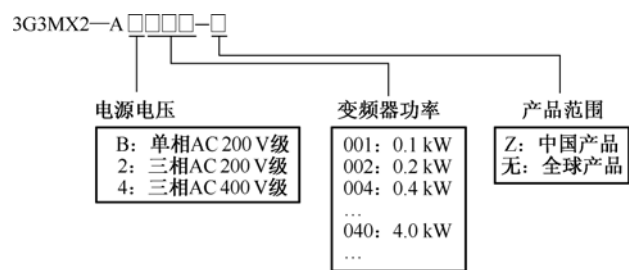 3G3MX2—A□□□□-□
电源电压
B：单相AC 200 V级
2：三相AC 200 V级
4：三相AC 400 V级
变频器功率
001：0.1 kW
002：0.2 kW
004：0.4 kW
…
040：4.0 kW
…
产品范围
Z：中国产品
无：全球产品